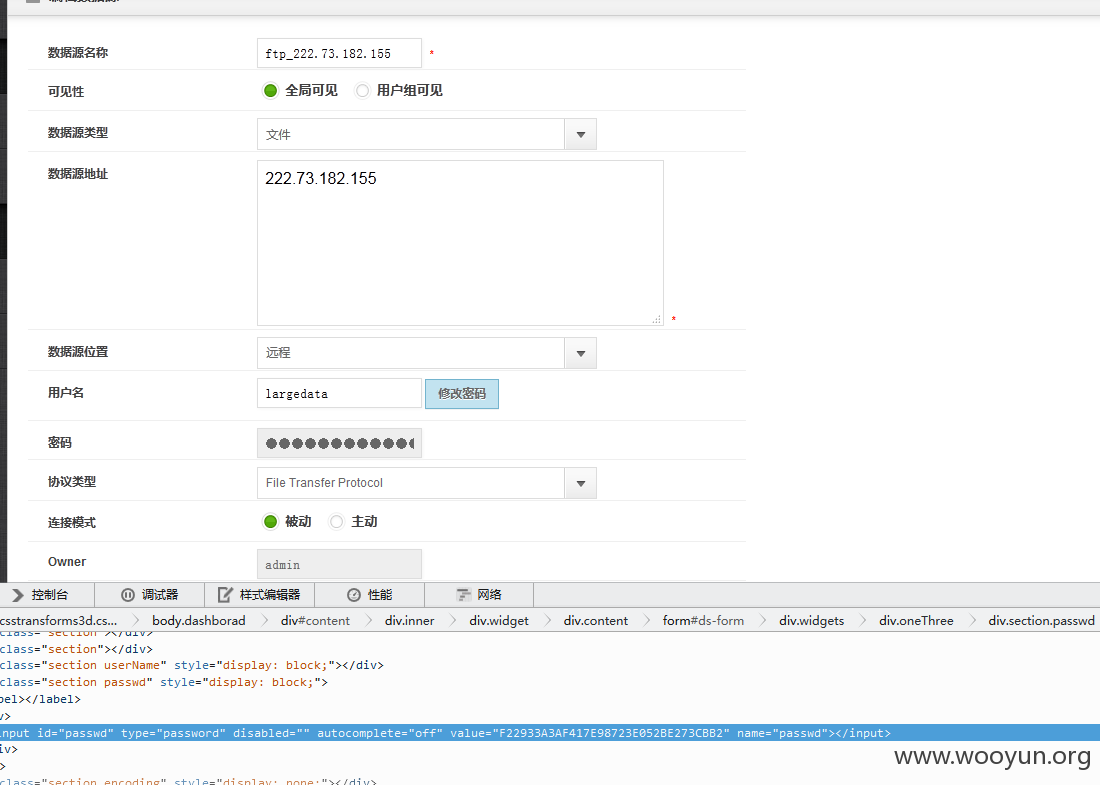 数据源名称 ftp_222.73.182.155 *
可见性 全局可见 用户组可见
数据源类型 文件
数据源地址 222.73.182.155
*
数据源位置 远程
用户名 largedata 修改密码
密码
协议类型 File Transfer Protocol
连接模式 被动 主动
Owner admin
控制台 调试器 样式编辑器 性能 网络
csstransforms3d.cs... body.dashborad div#content div.inner div.widget div.content form#ds-form div.widgets div.oneThree div.section.passwd
class="section"></div>
class="section"></div>
class="section userName" style="display: block;"></div>
class="section passwd" style="display: block;">
bel></label>
v>
input id="passwd" type="password" disabled="" autocomplete="off" value="F22933A3AF417E98723E052BE273CBB2" name="passwd"></input>
iv>
>
class="section encoding" style="display: none;"></div>
www.wooyun.org